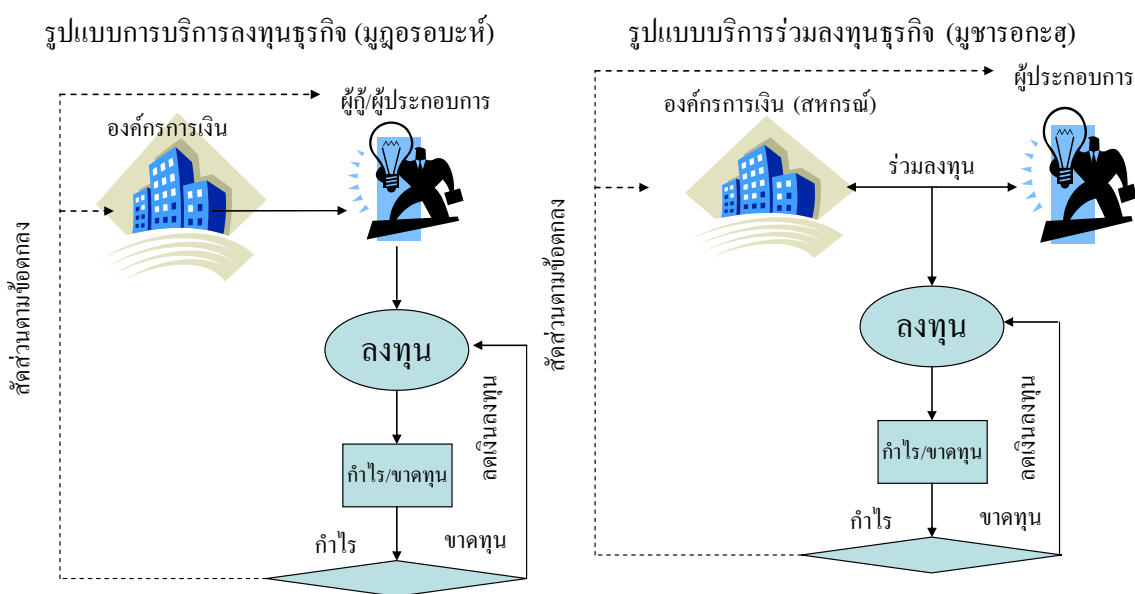 รูปแบบการบริการลงทุนธุรกิจ (มูฎอรอบะห์)
ผู้กู้/ผู้ประกอบการ
องค์กรการเงิน
สัดส่วนตามข้อตกลง
ลงทุน
ลดเงินลงทุน
กำไร/ขาดทุน
กำไร
ขาดทุน
รูปแบบบริการร่วมลงทุนธุรกิจ (มูชารอกะฮฺ)
ผู้ประกอบการ
องค์กรการเงิน (สหกรณ์)
ร่วมลงทุน
สัดส่วนตามข้อตกลง
ลงทุน
ลดเงินลงทุน
กำไร/ขาดทุน
กำไร
ขาดทุน